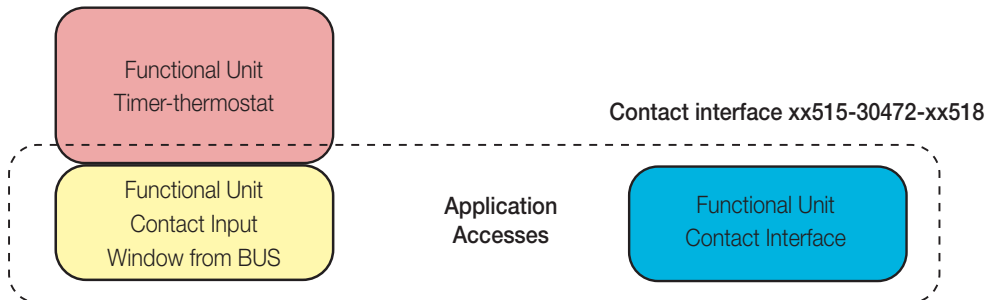 Functional Unit
Timer-thermostat
Contact interface xx515-30472-xx518
Functional Unit
Contact Input
Window from BUS
Application
Accesses
Functional Unit
Contact Interface